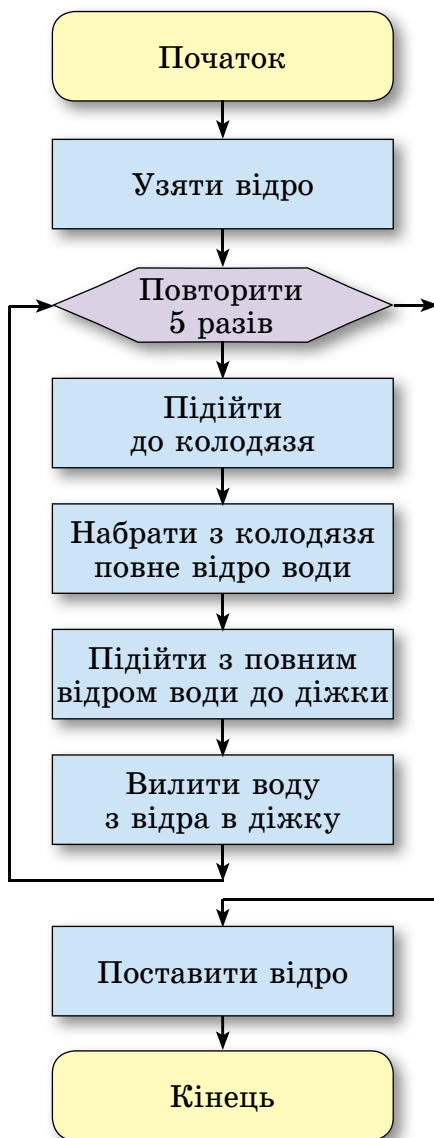 Початок
Узяти відро
Повторити
5 разів
Підійти
до колодязя
Набрати з колодязя
повне відро води
Підійти з повним
відром води до діжки
Вилити воду
з відра в діжку
Поставити відро
Кінець